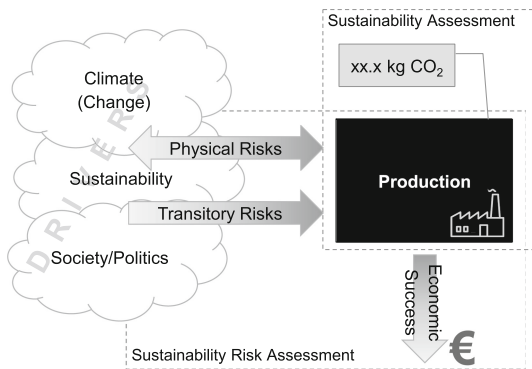 Sustainability Assessment
xx.x kg CO₂
Climate
(Change)
DRIVERS
Physical Risks
Sustainability
Production
Transitory Risks
Society/Politics
Economic
Success
€
Sustainability Risk Assessment